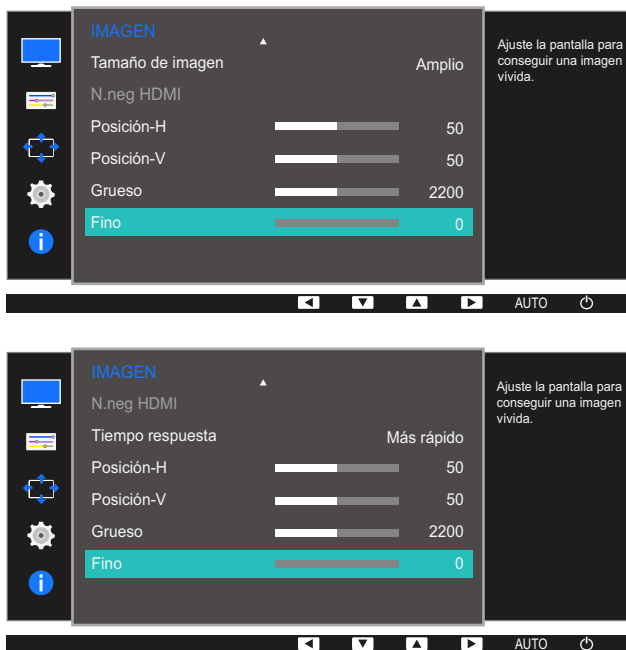 IMAGEN
Tamaño de imagen Amplio
N.neg HDMI
Posición-H 50
Posición-V 50
Grueso 2200
Fino 0
Ajuste la pantalla para
conseguir una imagen
vívida.
AUTO
IMAGEN
N.neg HDMI
Tiempo respuesta Más rápido
Posición-H 50
Posición-V 50
Grueso 2200
Fino 0
Ajuste la pantalla para
conseguir una imagen
vívida.
AUTO